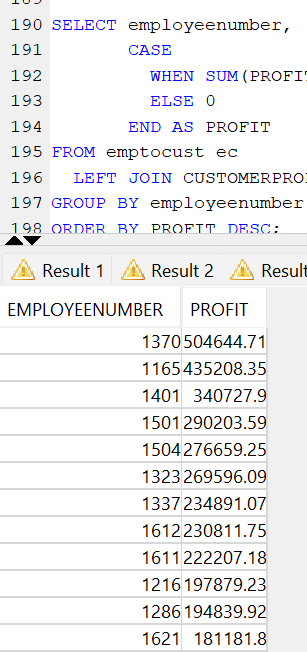 190 SELECT employeenumber,
191 CASE
192 WHEN SUM(PROFIT
193 ELSE 0
194 END AS PROFIT
195 FROM emptocust ec
196 LEFT JOIN CUSTOMERPRO
197 GROUP BY employeenumber
198 ORDER BY PROFIT DESC;
Result 1 Result 2 Result
EMPLOYEENUMBER PROFIT
1370 504644.71
1165 435208.35
1401 340727.9
1501 290203.59
1504 276659.25
1323 269596.09
1337 234891.07
1612 230811.75
1611 222207.18
1216 197879.23
1286 194839.92
1621 181181.8